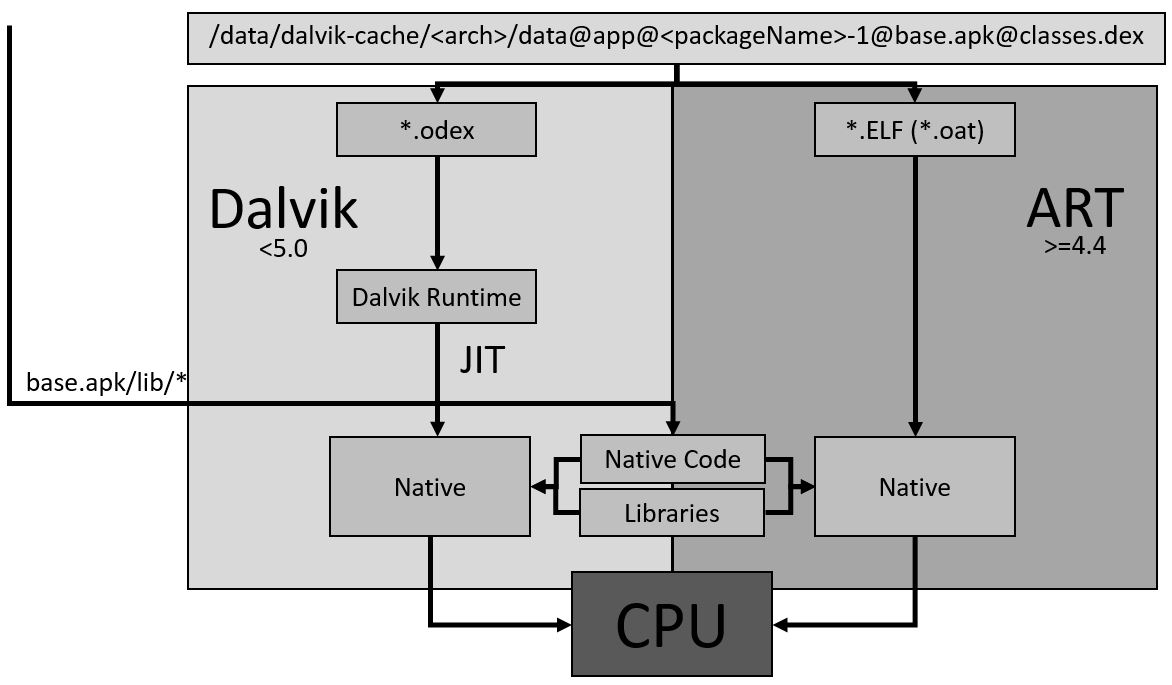 /data/dalvik-cache/<arch>/data@app@<packageName>-1@base.apk@classes.dex
*.odex
*.ELF (*.oat)
Dalvik
<5.0
ART
>=4.4
Dalvik Runtime
JIT
base.apk/lib/*
Native Code
Native
Native
Libraries
CPU